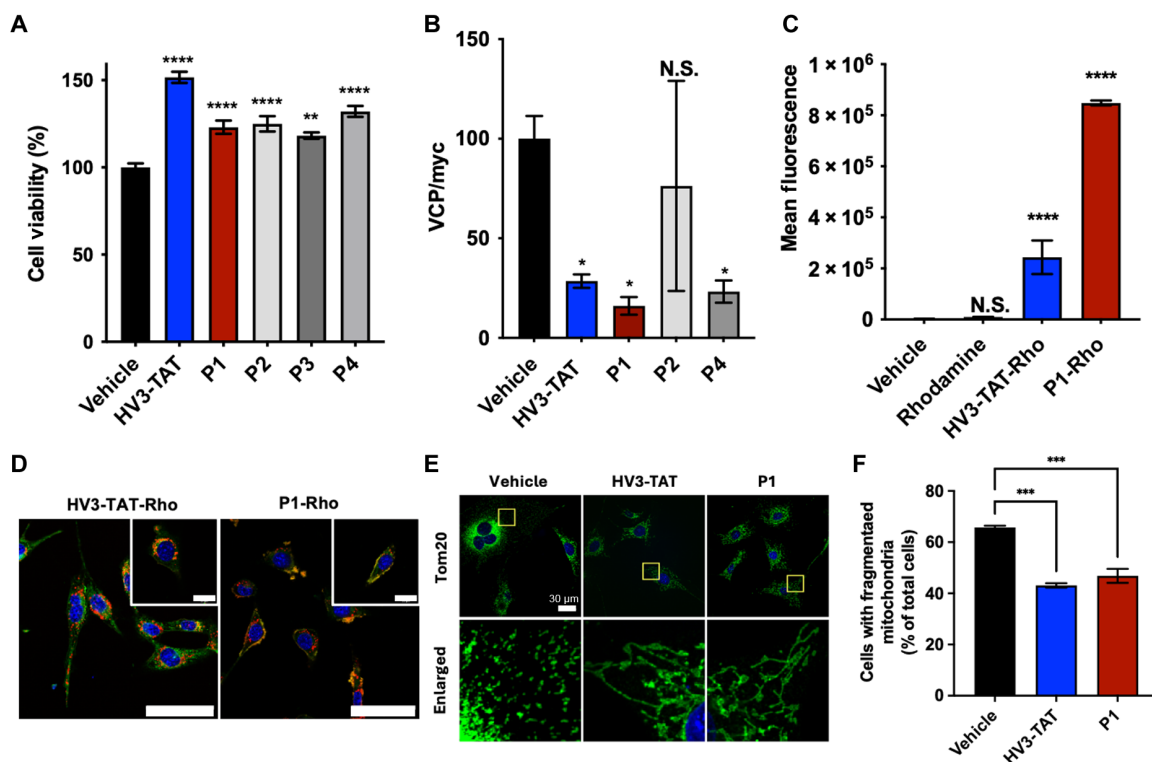 A
Cell viability (%)
150
100
50
0
****
****
****
**
****
Vehicle
HV3-TAT
P1
P2
P3
P4
B
VCP/myc
150
100
50
0
*
*
N.S.
*
Vehicle
HV3-TAT
P1
P2
P4
C
Mean fluorescence
1 × 10⁶
8 × 10⁵
6 × 10⁵
4 × 10⁵
2 × 10⁵
0
N.S.
****
****
Vehicle
Rhodamine
HV3-TAT-Rho
P1-Rho
D
HV3-TAT-Rho
P1-Rho
E
Vehicle
HV3-TAT
P1
Tom20
30 µm
Enlarged
F
Cells with fragmentaed
mitochondria
(% of total cells)
80
60
40
20
0
***
***
Vehicle
HV3-TAT
P1